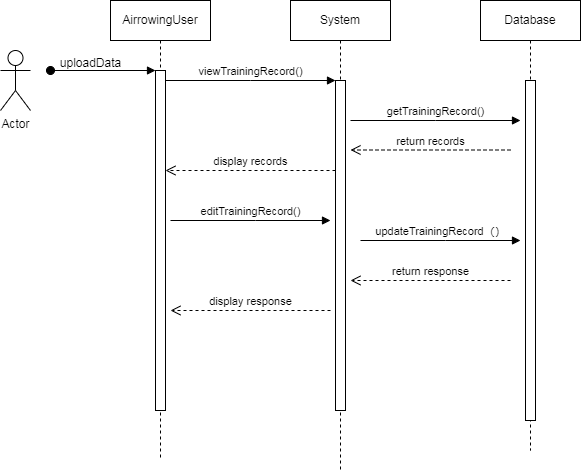 AirrowingUser
System
Database
uploadData
viewTrainingRecord()
getTrainingRecord()
Actor
return records
display records
editTrainingRecord()
updateTrainingRecord ()
return response
display response